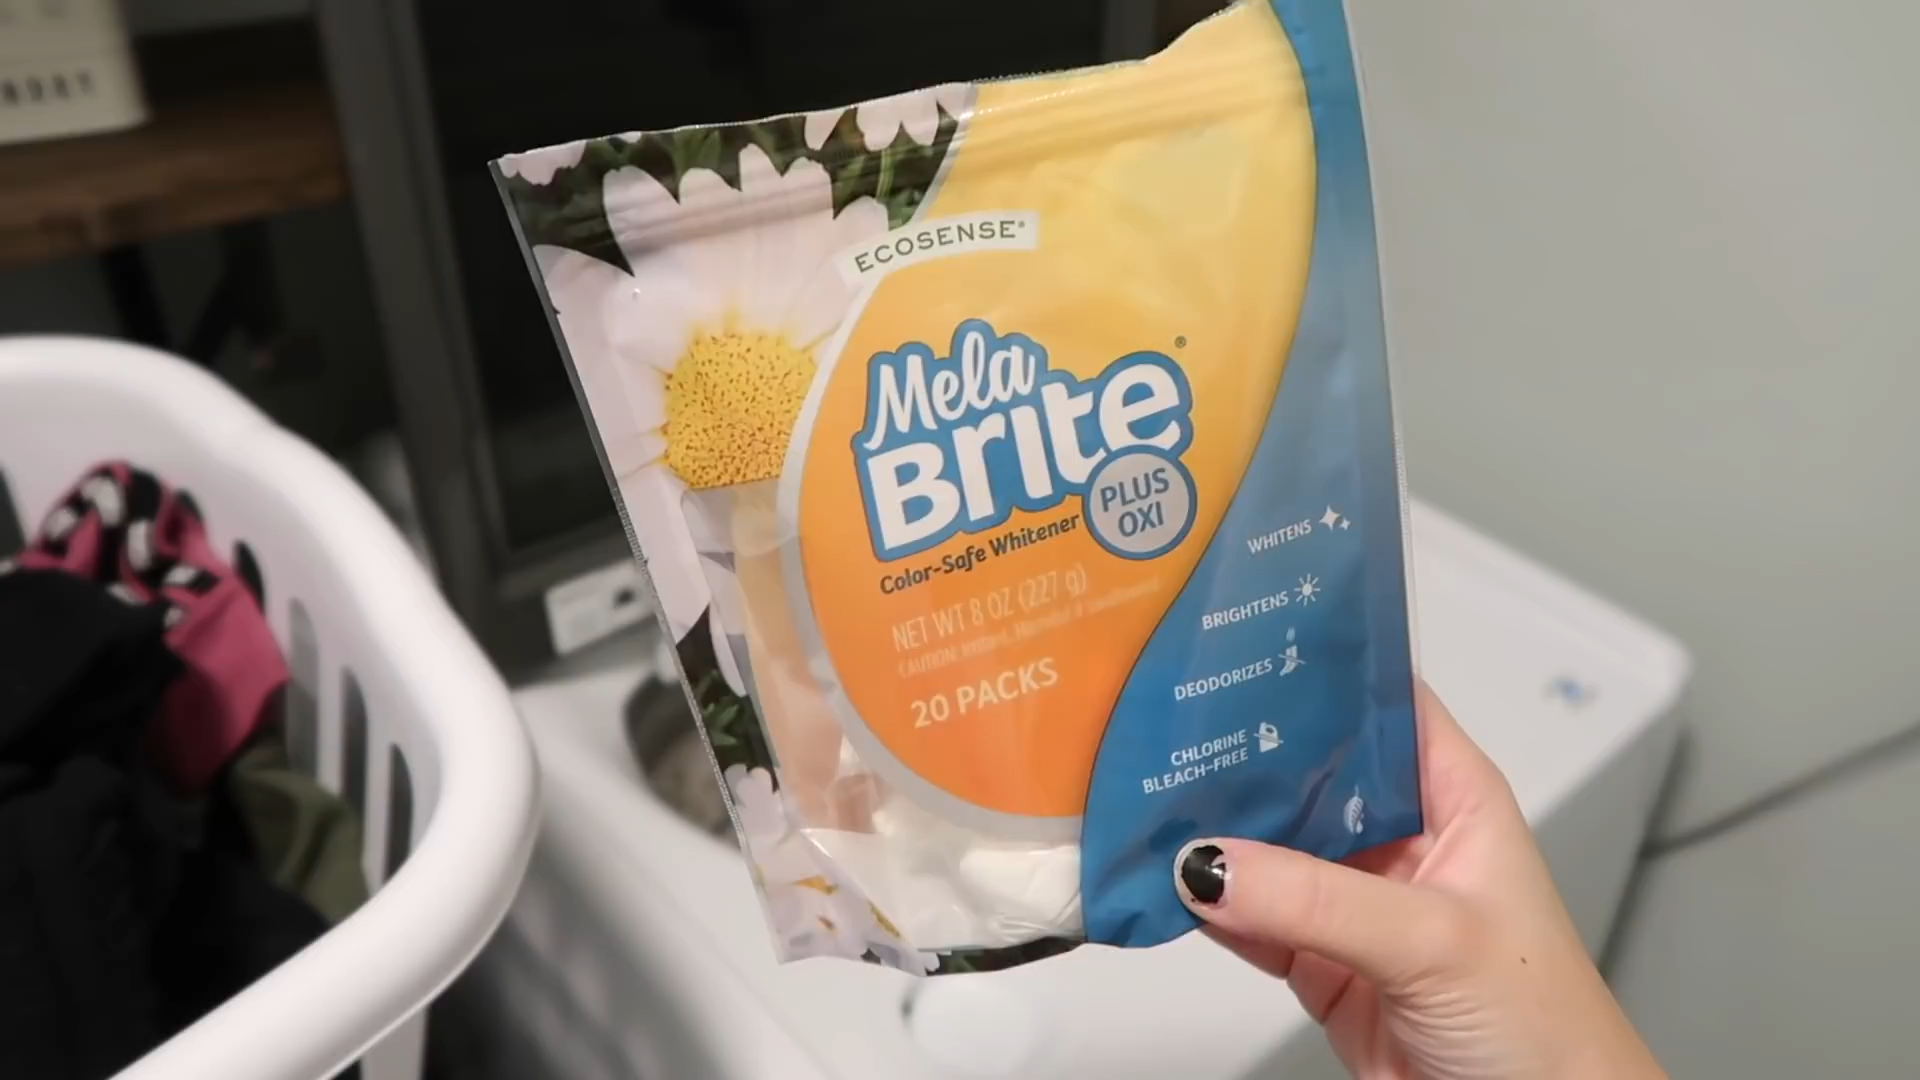 ECOSENSE®
Mela
Brite®
PLUS
OXI
Color-Safe Whitener
NET WT 8 OZ (227 g)
20 PACKS
WHITENS
BRIGHTENS
DEODORIZES
CHLORINE
BLEACH-FREE